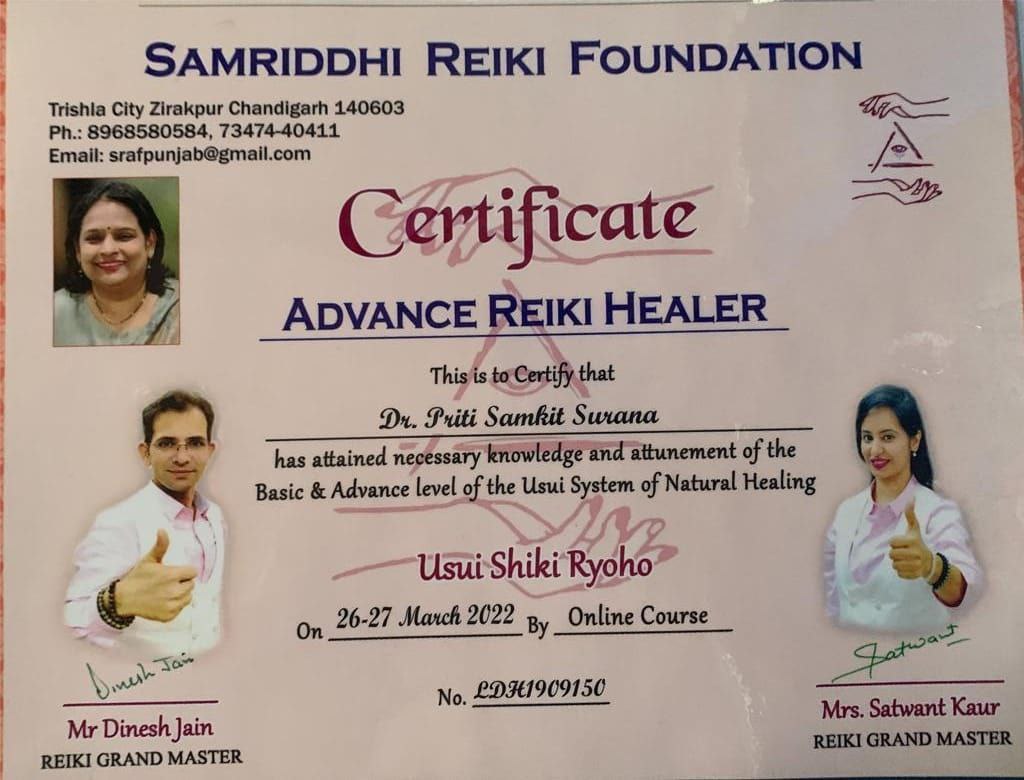 SAMRIDDHI REIKI FOUNDATION
Trishla City Zirakpur Chandigarh 140603
Ph.: 8968580584, 73474-40411
Email: srafpunjab@gmail.com
Certificate
ADVANCE REIKI HEALER
This is to Certify that
Dr. Priti Samkit Surana
has attained necessary knowledge and attunement of the
Basic & Advance level of the Usui System of Natural Healing
Usui Shiki Ryoho
On 26-27 March 2022 By Online Course
No. LDH1909150
Dinesh Jain
Mr Dinesh Jain
REIKI GRAND MASTER
Satwant
Mrs. Satwant Kaur
REIKI GRAND MASTER